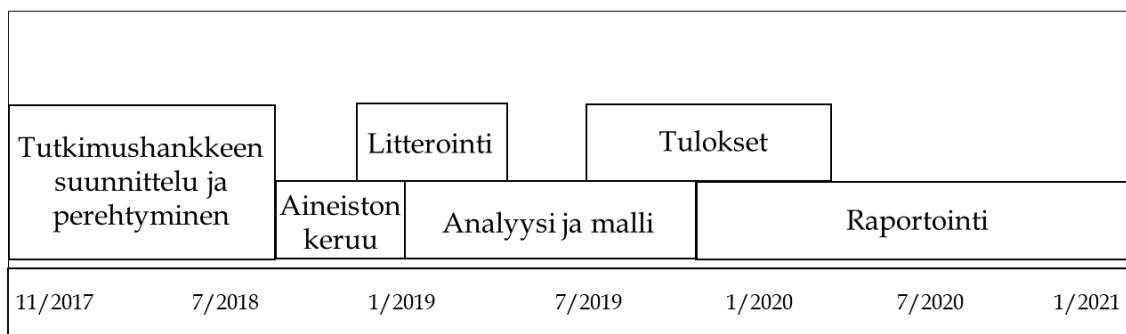 Tutkimushankkeen
suunnittelu ja
perehtyminen
Litterointi
Tulokset
Aineiston
keruu
Analyysi ja malli
Raportointi
11/2017 7/2018 1/2019 7/2019 1/2020 7/2020 1/2021